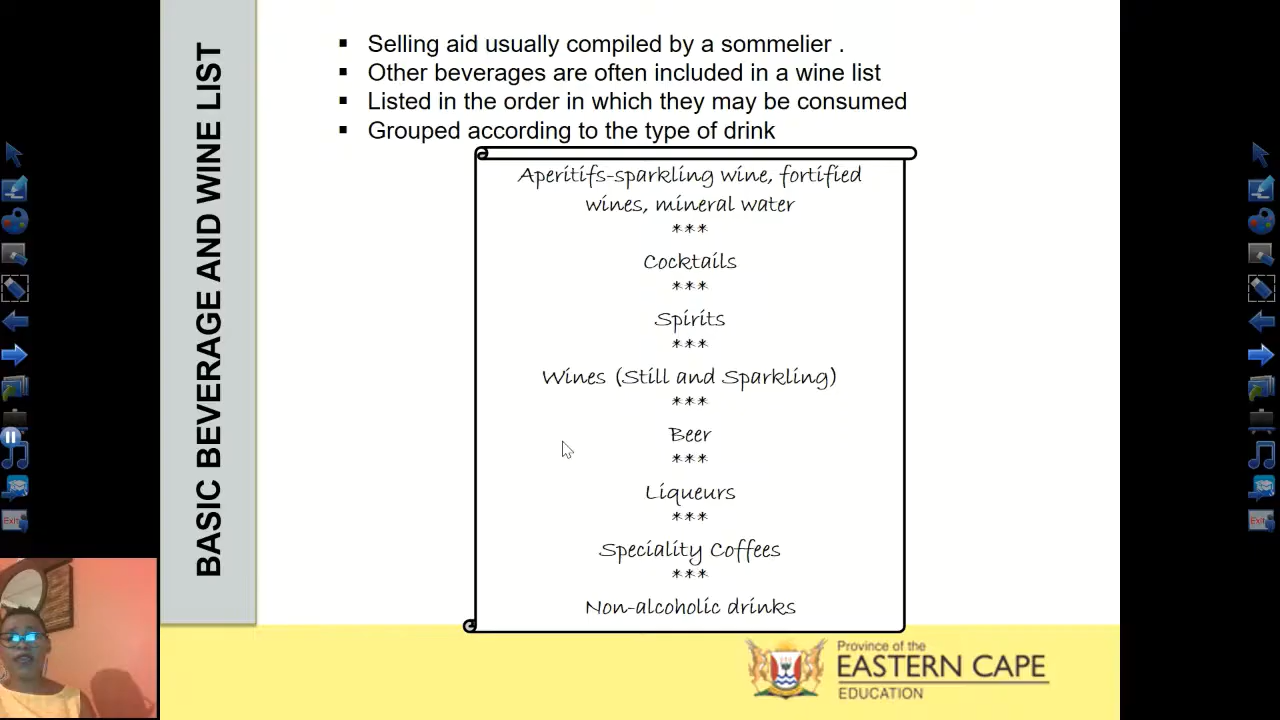 BASIC BEVERAGE AND WINE LIST
▪ Selling aid usually compiled by a sommelier .
▪ Other beverages are often included in a wine list
▪ Listed in the order in which they may be consumed
▪ Grouped according to the type of drink
Aperitifs-sparkling wine, fortified
wines, mineral water
***
Cocktails
***
Spirits
***
Wines (Still and Sparkling)
***
Beer
***
Liqueurs
***
Speciality Coffees
***
Non-alcoholic drinks
Province of the
EASTERN CAPE
EDUCATION
Exit
Exit